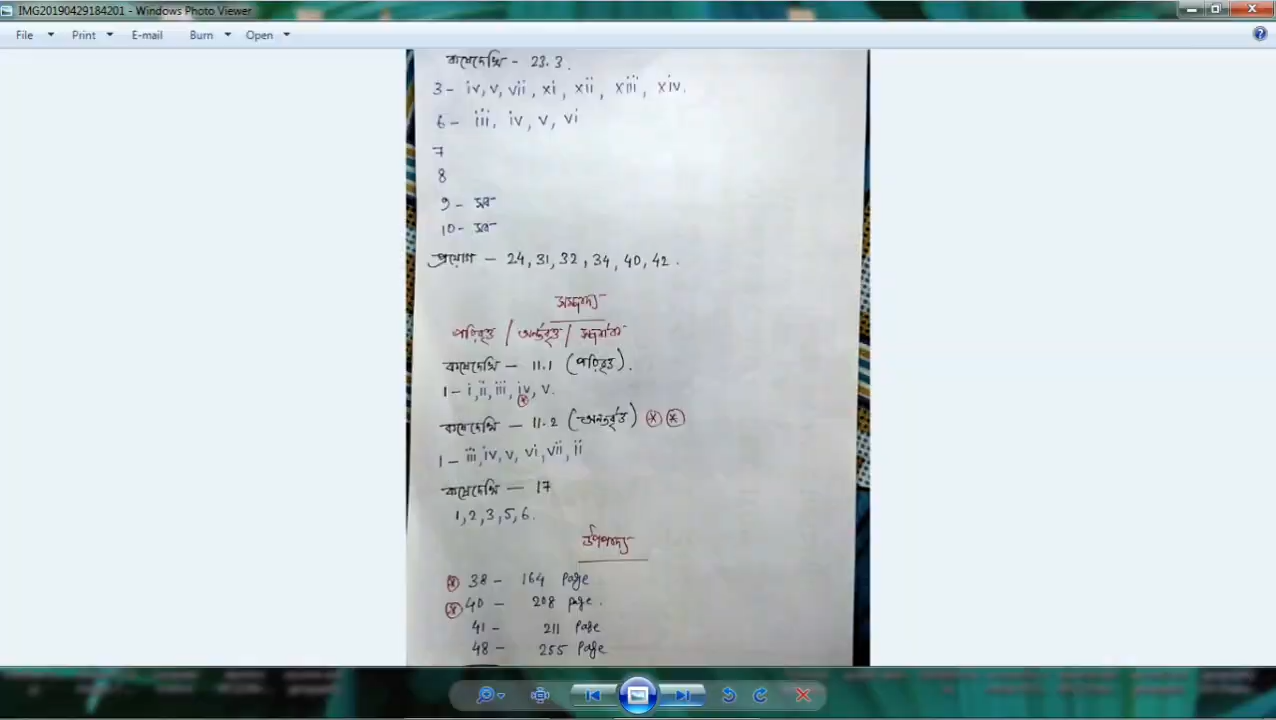 IMG20190429184201 - Windows Photo Viewer
File Print E-mail Burn Open
কষেদেখি - 23.3.
3 - iv, v, vii, xi, xii, xiii, xiv.
6 - iii, iv, v, vi
7
8
9 - সব
10 - সব
প্রয়োগ - 24, 31, 32, 34, 40, 42.
সম্পাদ্য
পরিবৃত্ত / অন্তর্বৃত্ত /
কষেদেখি - 11.1 (পরিবৃত্ত).
1 - i, ii, iii, iv, v.
কষেদেখি - 11.2 (অন্তর্বৃত্ত)
1 - iii, iv, v, vi, vii, ii
কষেদেখি - 17
1, 2, 3, 5, 6.
উপপাদ্য
38 - 164 Page
40 - 208 Page.
41 - 211 Page
48 - 255 Page